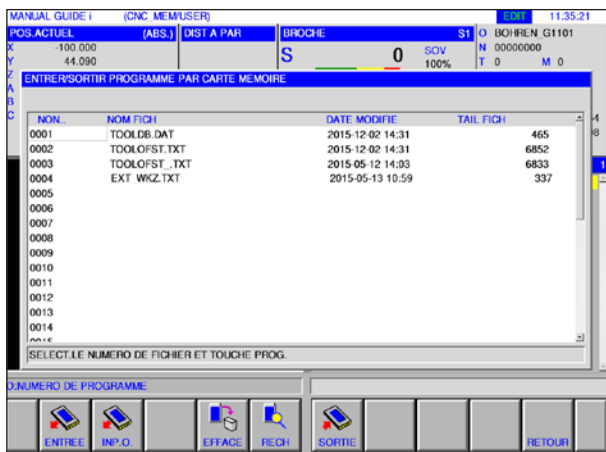 MANUAL GUIDE i (CNC_MEM/USER) EDIT 11:35.21
POS.ACTUEL (ABS.) DIST A PAR BROCHE S1 O BOHREN G1101
X -100.000 S 0 SOV N 00000000
Y 44.090 100% T 0 M 0
Z ENTRER/SORTIR PROGRAMME PAR CARTE MEMOIRE
A
B
C
NON.. NOM FICH DATE MODIFIE TAIL FICH
0001 TOOLDB.DAT 2015-12-02 14:31 465
0002 TOOLOFST.TXT 2015-12-02 14:31 6852
0003 TOOLOFST_.TXT 2015-05-12 14:03 6833
0004 EXT WKZ.TXT 2015-05-13 10:59 337
0005
0006
0007
0008
0009
0010
0011
0012
0013
0014
SELECT.LE NUMERO DE FICHIER ET TOUCHE PROG.
O:NUMERO DE PROGRAMME
ENTREE INP.O. EFFACE RECH SORTIE RETOUR